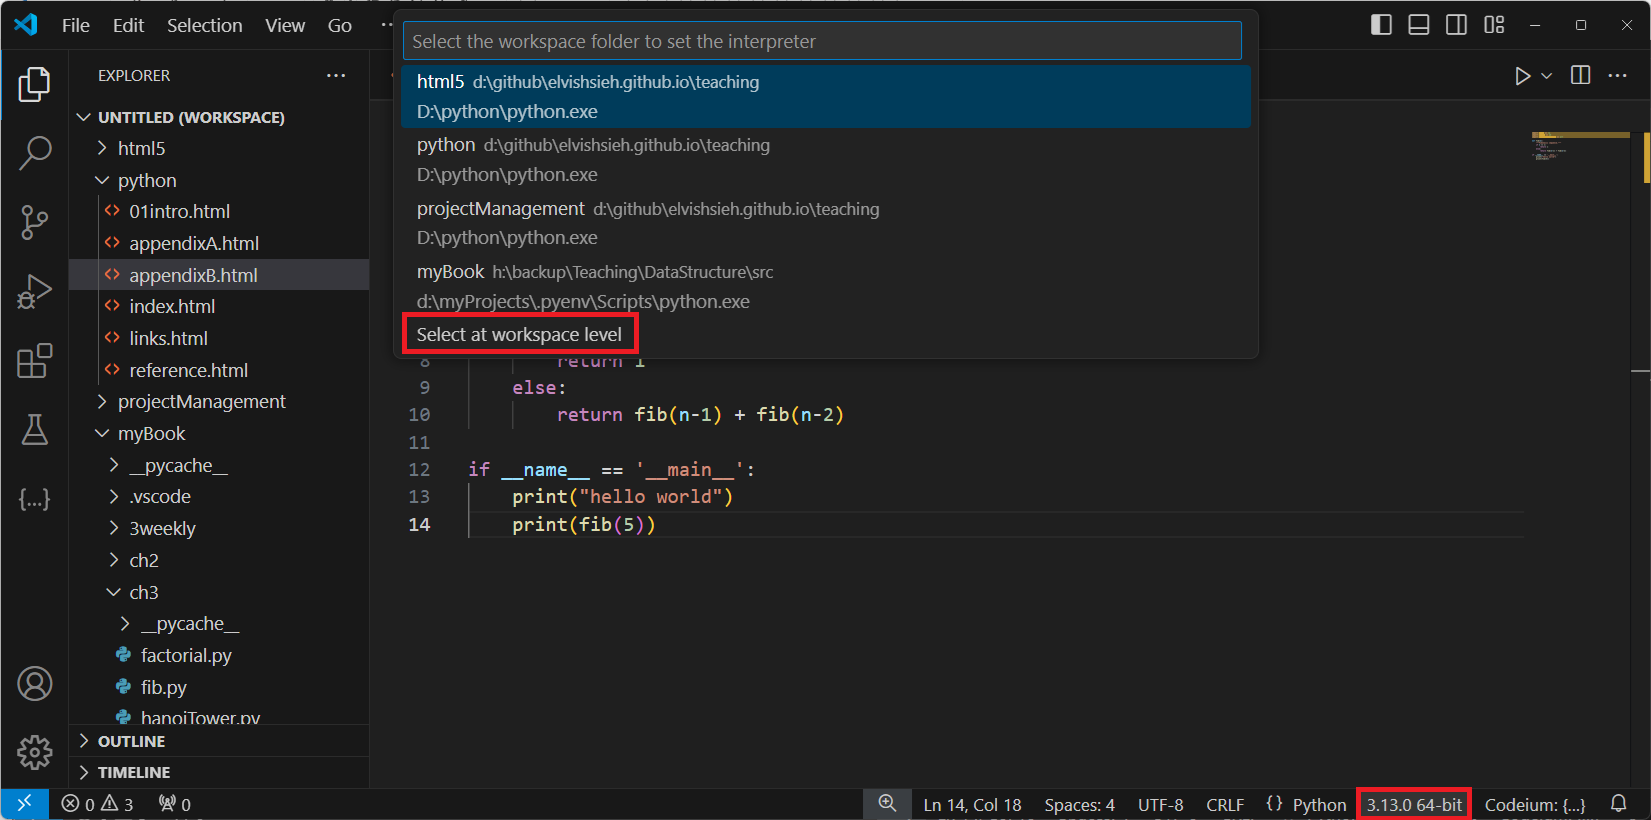 File Edit Selection View Go ··
Select the workspace folder to set the interpreter
html5 d:\github\elvishsieh.github.io\teaching
D:\python\python.exe
python d:\github\elvishsieh.github.io\teaching
D:\python\python.exe
projectManagement d:\github\elvishsieh.github.io\teaching
D:\python\python.exe
myBook h:\backup\Teaching\DataStructure\src
d:\myProjects\.pyenv\Scripts\python.exe
Select at workspace level
EXPLORER ···
UNTITLED (WORKSPACE)
html5
python
<> 01intro.html
<> appendixA.html
<> appendixB.html
<> index.html
<> links.html
<> reference.html
projectManagement
myBook
__pycache__
.vscode
3weekly
ch2
ch3
__pycache__
factorial.py
fib.py
hanoiTower.py
OUTLINE
TIMELINE
8 return 1
9 else:
10 return fib(n-1) + fib(n-2)
11
12 if __name__ == '__main__':
13 print("hello world")
14 print(fib(5))
0 3 0 Ln 14, Col 18 Spaces: 4 UTF-8 CRLF {} Python 3.13.0 64-bit Codeium: {...}